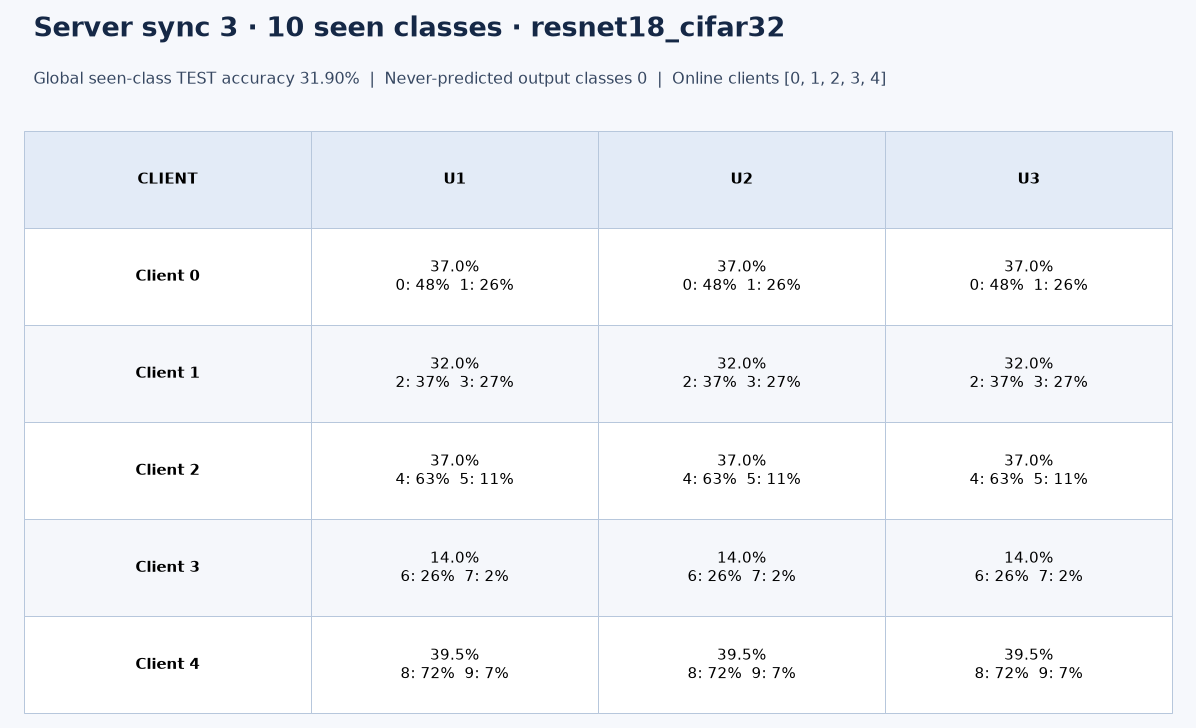 Server sync 3 · 10 seen classes · resnet18_cifar32
Global seen-class TEST accuracy 31.90%  |  Never-predicted output classes 0  |  Online clients [0, 1, 2, 3, 4]
CLIENT U1 U2 U3
37.0% 37.0% 37.0%
Client 0
0: 48%  1: 26% 0: 48%  1: 26% 0: 48%  1: 26%
32.0% 32.0% 32.0%
Client 1
2: 37%  3: 27% 2: 37%  3: 27% 2: 37%  3: 27%
37.0% 37.0% 37.0%
Client 2
4: 63%  5: 11% 4: 63%  5: 11% 4: 63%  5: 11%
14.0% 14.0% 14.0%
Client 3
6: 26%  7: 2% 6: 26%  7: 2% 6: 26%  7: 2%
39.5% 39.5% 39.5%
Client 4
8: 72%  9: 7% 8: 72%  9: 7% 8: 72%  9: 7%